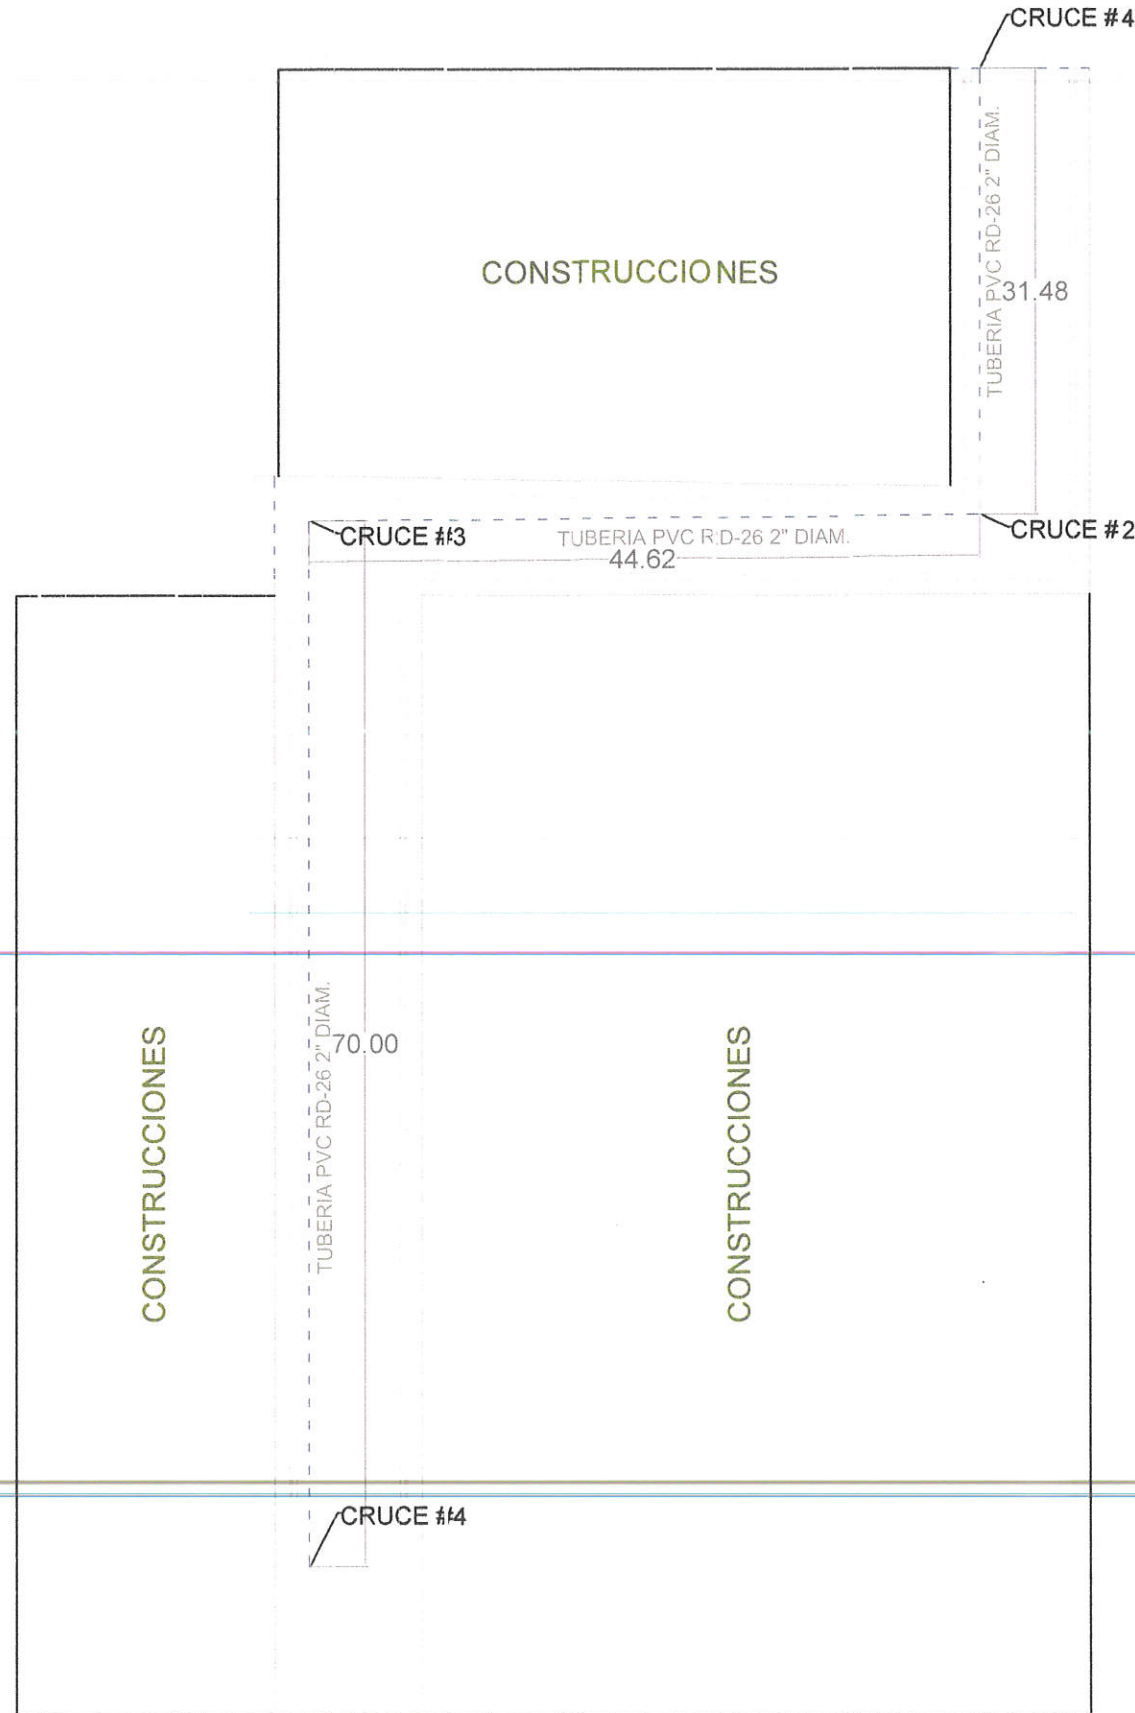 CRUCE #4
TUBERIA PVC RD-26 2" DIAM.
CONSTRUCCIONES
31.48
CRUCE #3
TUBERIA PVC RD-26 2" DIAM.
CRUCE #2
44.62
TUBERIA PVC RD-26 2" DIAM.
70.00
CONSTRUCCIONES
CONSTRUCCIONES
CRUCE #4